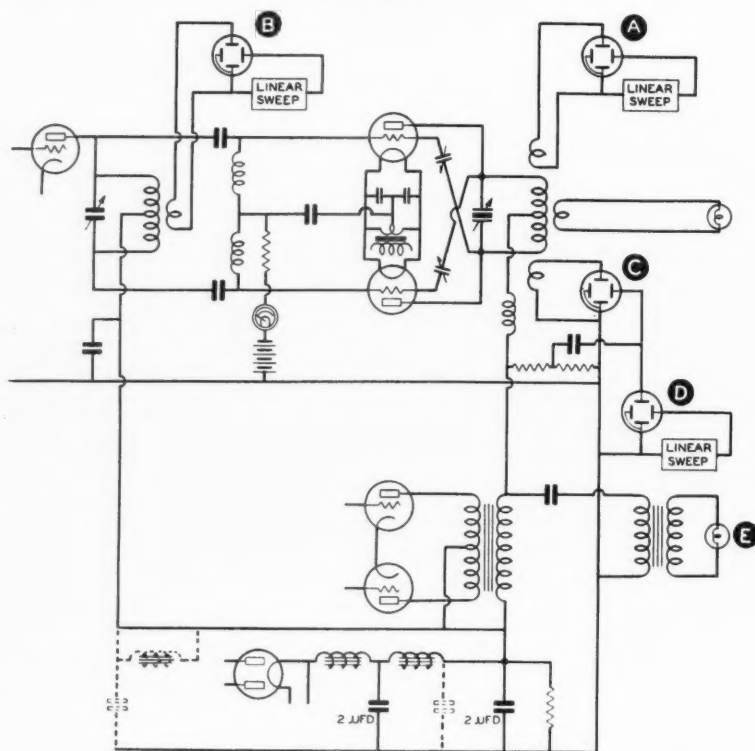 B
A
LINEAR
SWEEP
LINEAR
SWEEP
C
D
LINEAR
SWEEP
E
2 µFD
2 µFD